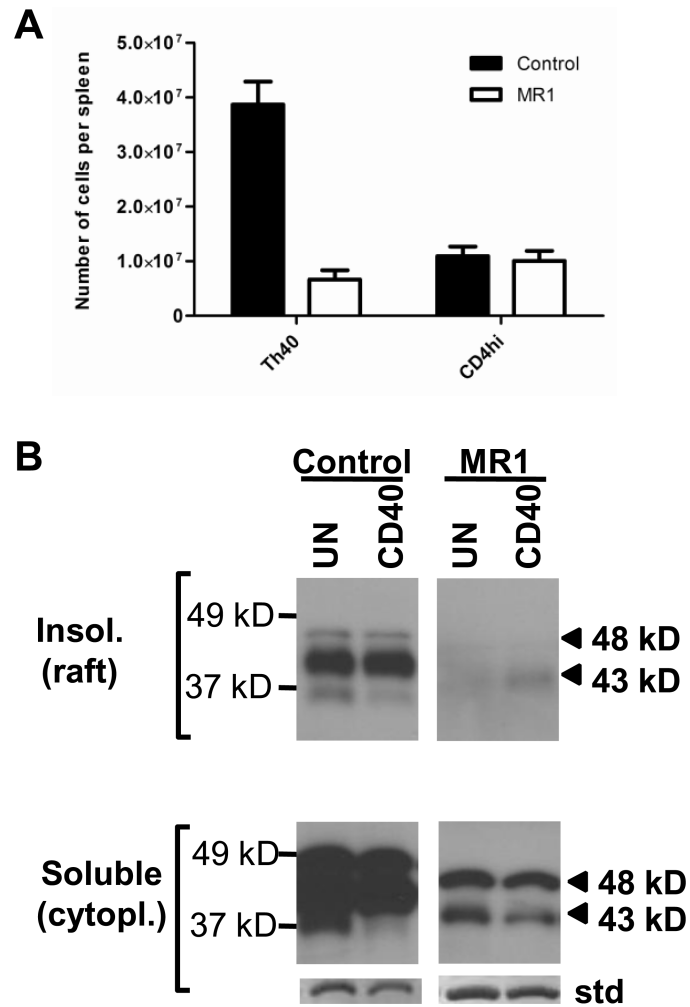 A
Number of cells per spleen
5.0×10⁷
4.0×10⁷
3.0×10⁷
2.0×10⁷
1.0×10⁷
0
Control
MR1
Th40
CD4hi
B
Control
MR1
UN
CD40
UN
CD40
Insol.
(raft)
49 kD
37 kD
48 kD
43 kD
Soluble
(cytopl.)
49 kD
37 kD
48 kD
43 kD
std